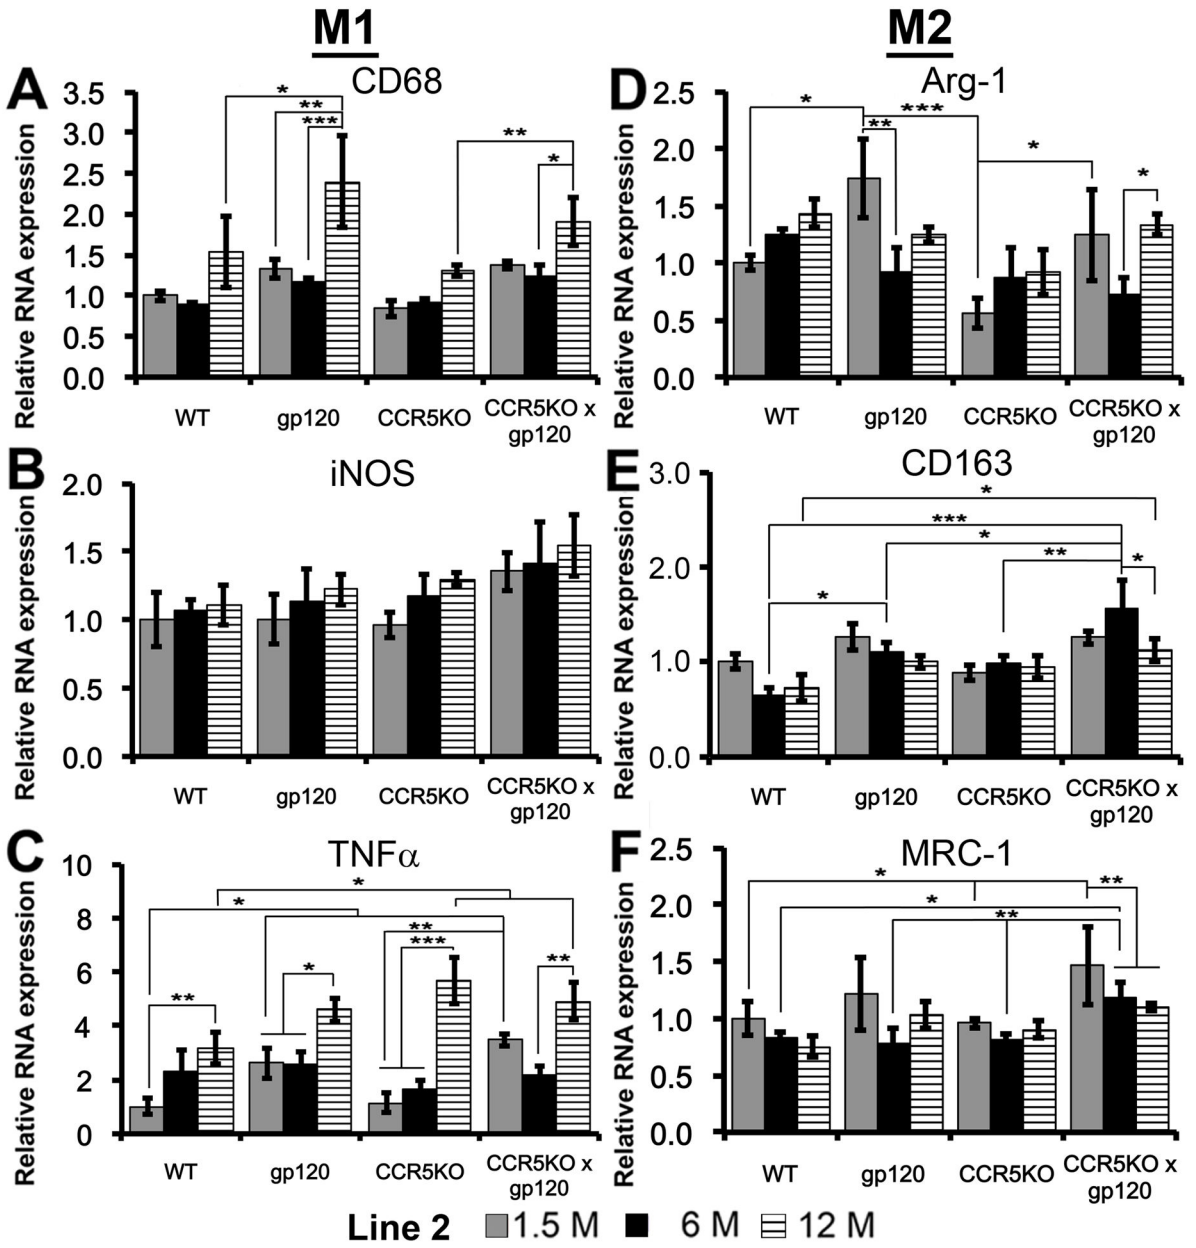 M1
M2
A
CD68
Relative RNA expression
3.5
3.0
2.5
2.0
1.5
1.0
0.5
0.0
*
**
***
**
*
WT
gp120
CCR5KO
CCR5KO x
gp120
D
Arg-1
Relative RNA expression
2.5
2.0
1.5
1.0
0.5
0.0
*
***
**
*
*
WT
gp120
CCR5KO
CCR5KO x
gp120
B
iNOS
Relative RNA expression
2.0
1.5
1.0
0.5
0.0
WT
gp120
CCR5KO
CCR5KO x
gp120
E
CD163
Relative RNA expression
3.0
2.0
1.0
0.0
*
***
*
**
*
*
WT
gp120
CCR5KO
CCR5KO x
gp120
C
TNFα
Relative RNA expression
10
8
6
4
2
0
*
*
**
***
**
*
**
WT
gp120
CCR5KO
CCR5KO x
gp120
F
MRC-1
Relative RNA expression
2.5
2.0
1.5
1.0
0.5
0.0
*
**
*
**
WT
gp120
CCR5KO
CCR5KO x
gp120
Line 2 1.5 M 6 M 12 M